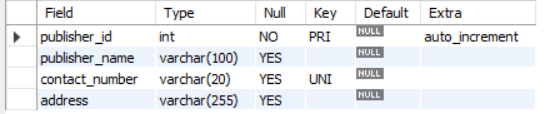 Field Type Null Key Default Extra
publisher_id int NO PRI NULL auto_increment
publisher_name varchar(100) YES NULL
contact_number varchar(20) YES UNI NULL
address varchar(255) YES NULL